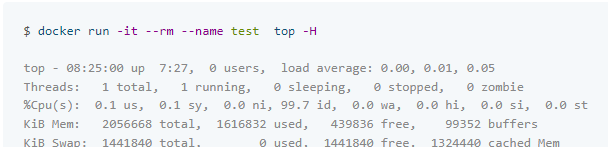 $ docker run -it --rm --name test  top -H
top - 08:25:00 up  7:27,  0 users,  load average: 0.00, 0.01, 0.05
Threads:   1 total,   1 running,   0 sleeping,   0 stopped,   0 zombie
%Cpu(s):  0.1 us,  0.1 sy,  0.0 ni, 99.7 id,  0.0 wa,  0.0 hi,  0.0 si,  0.0 st
KiB Mem:   2056668 total,  1616832 used,   439836 free,    99352 buffers
KiB Swap:  1441840 total,        0 used,  1441840 free.  1324440 cached Mem